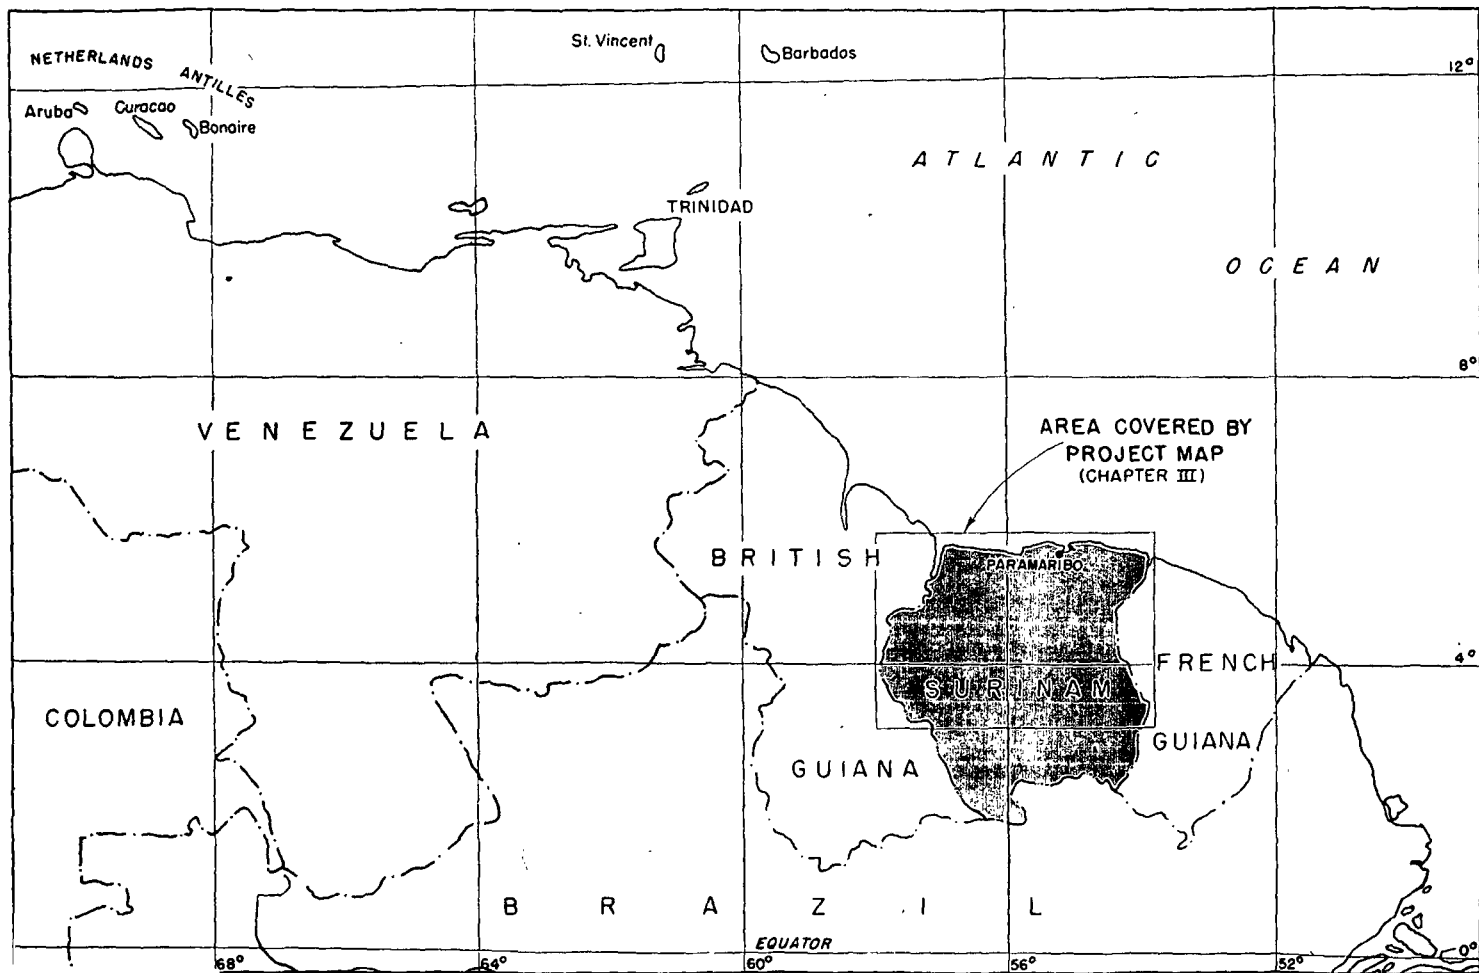 NETHERLANDS ANTILLES
Aruba
Curacao
Bonaire
St. Vincent
Barbados
12°
ATLANTIC
OCEAN
TRINIDAD
8°
VENEZUELA
AREA COVERED BY
PROJECT MAP
(CHAPTER III)
BRITISH
PARAMARIBO
FRENCH
4°
SURINAM
COLOMBIA
GUIANA
GUIANA
BRAZIL
EQUATOR
0°
68°
64°
60°
56°
52°